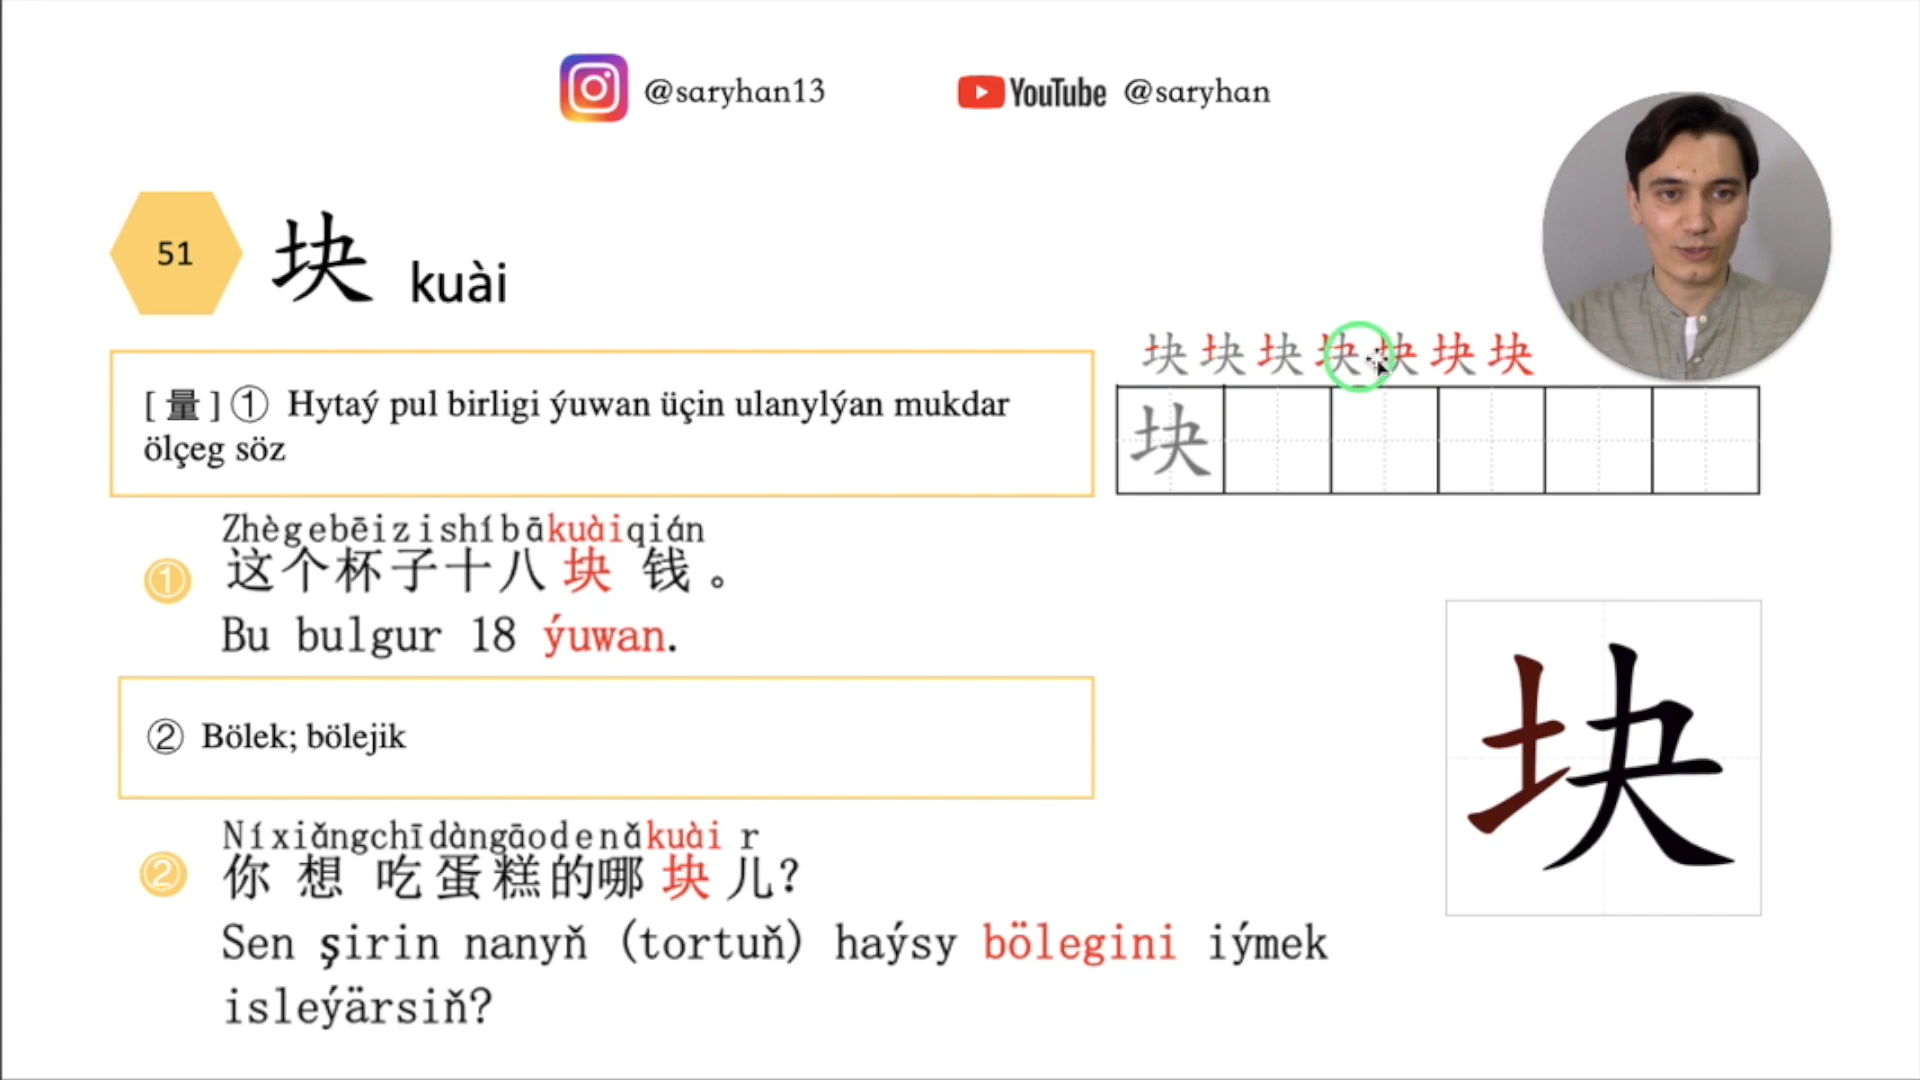 @saryhan13
YouTube @saryhan
51
块 kuài
块 块 块 块 块 块 块
[ 量 ] ① Hytaý pul birligi ýuwan üçin ulanylýan mukdar
ölçeg söz
块
Zhègebēizishíbākuàiqián
① 这个杯子十八块钱。
Bu bulgur 18 ýuwan.
② Bölek; bölejik
块
Níxiǎngchīdàngāodenǎkuài r
② 你想吃蛋糕的哪块儿?
Sen şirin nanyň (tortuň) haýsy bölegini iýmek
isleýärsiň?